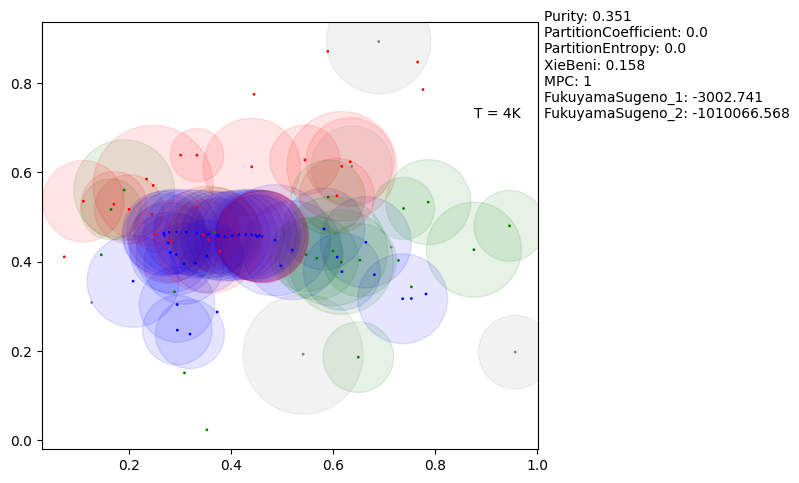 Purity: 0.351
PartitionCoefficient: 0.0
PartitionEntropy: 0.0
XieBeni: 0.158
MPC: 1
FukuyamaSugeno_1: -3002.741
FukuyamaSugeno_2: -1010066.568
T = 4K
0.8
0.6
0.4
0.2
0.0
0.2 0.4 0.6 0.8 1.0